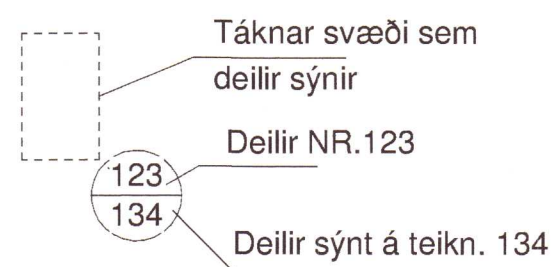 Táknar svæði sem
deilir sýnir
Deilir NR.123
123
134
Deilir sýnt á teikn. 134